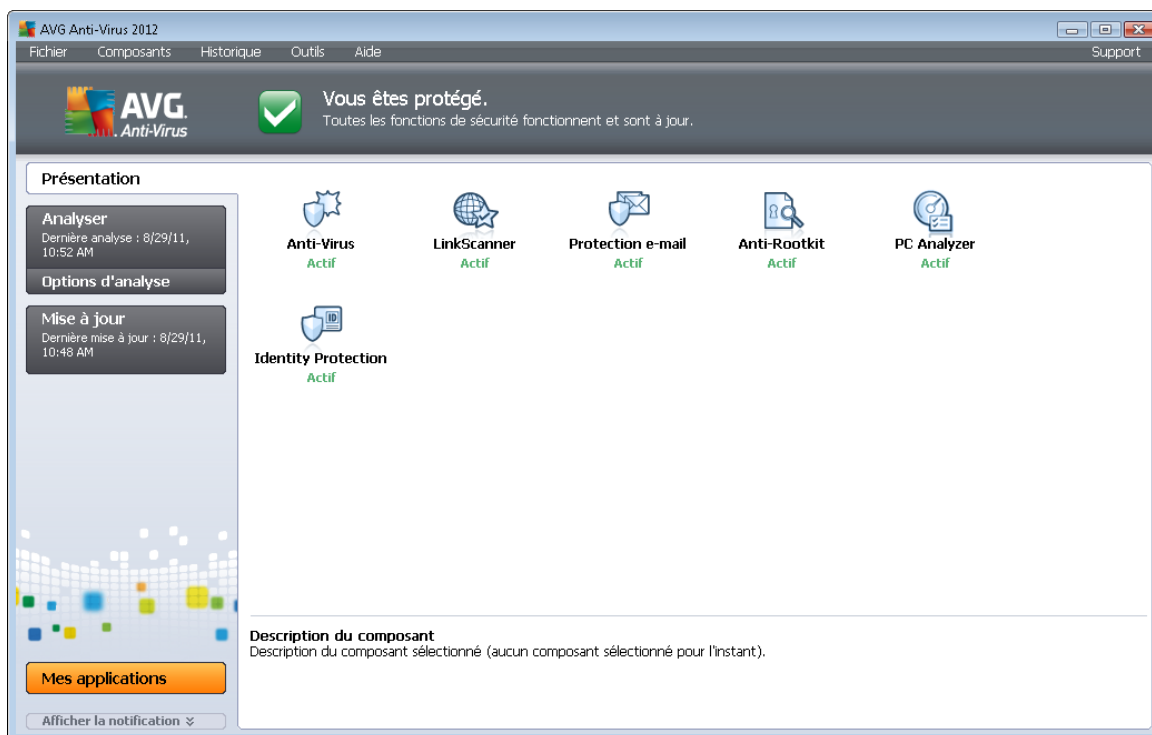 AVG Anti-Virus 2012
Fichier Composants Historique Outils Aide Support
AVG.
Anti-Virus
Vous êtes protégé.
Toutes les fonctions de sécurité fonctionnent et sont à jour.
Présentation
Analyser
Dernière analyse : 8/29/11,
10:52 AM
Options d'analyse
Mise à jour
Dernière mise à jour : 8/29/11,
10:48 AM
Anti-Virus
Actif
LinkScanner
Actif
Protection e-mail
Actif
Anti-Rootkit
Actif
PC Analyzer
Actif
ID
Identity Protection
Actif
Description du composant
Description du composant sélectionné (aucun composant sélectionné pour l'instant).
Mes applications
Afficher la notification